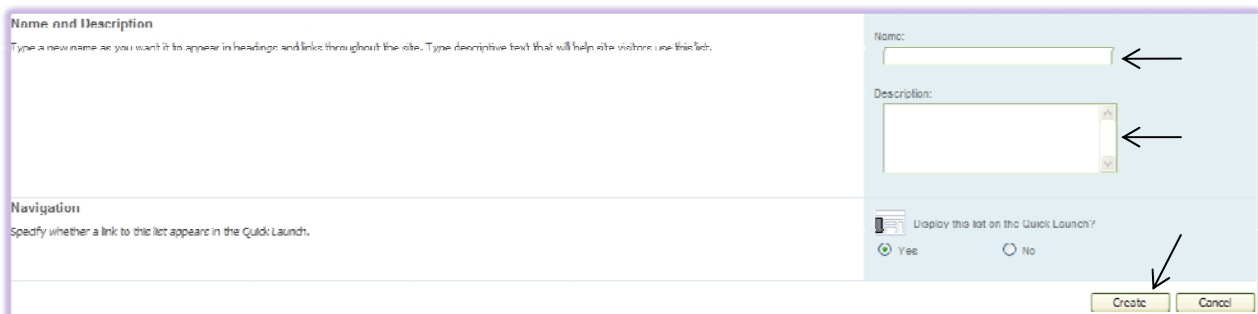 Name and Description
Type a new name as you want it to appear in headings and links throughout the site. Type descriptive text that will help site visitors use this list.
Name:
Description:
Navigation
Specify whether a link to this list appears in the Quick Launch.
Display this list on the Quick Launch?
Yes No
Create Cancel